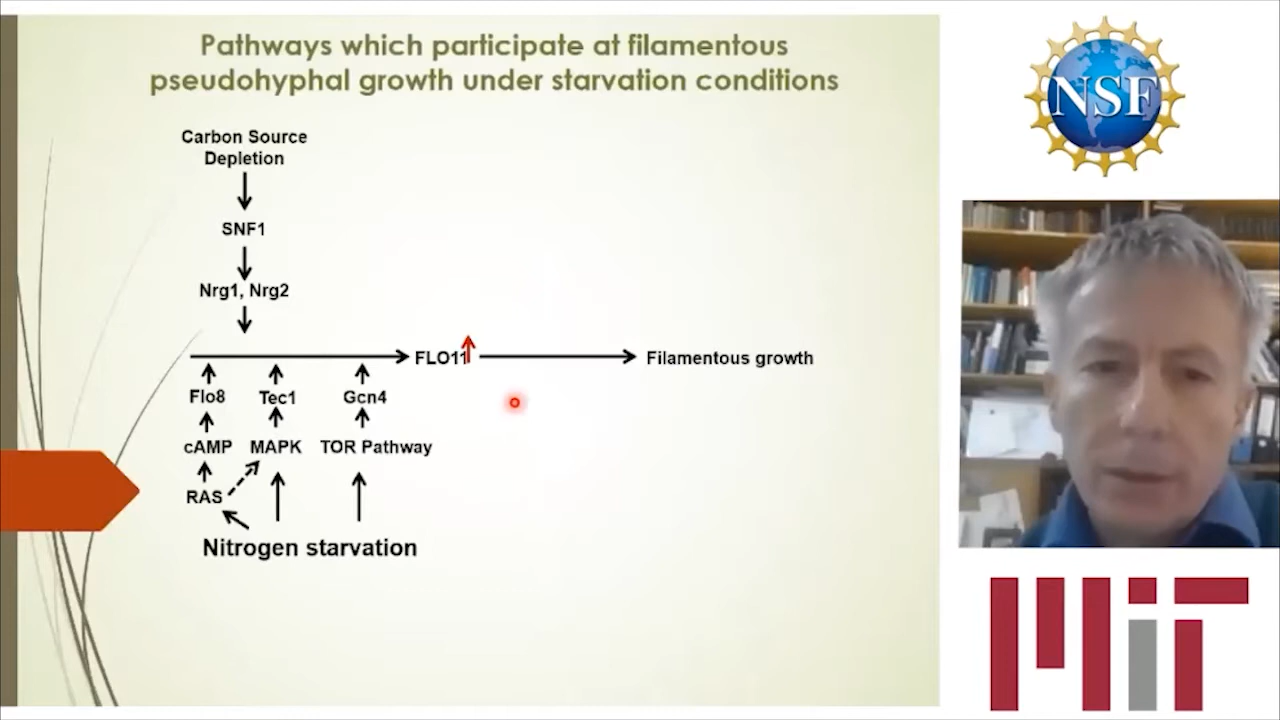 Pathways which participate at filamentous
pseudohyphal growth under starvation conditions
Carbon Source
Depletion
SNF1
Nrg1, Nrg2
FLO11
Filamentous growth
Flo8
Tec1
Gcn4
cAMP
MAPK
TOR Pathway
RAS
Nitrogen starvation
NSF
MIT